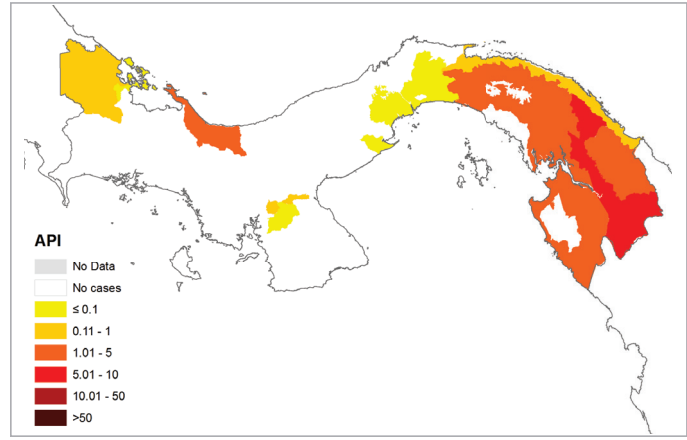 API
No Data
No cases
≤ 0.1
0.11 - 1
1.01 - 5
5.01 - 10
10.01 - 50
>50